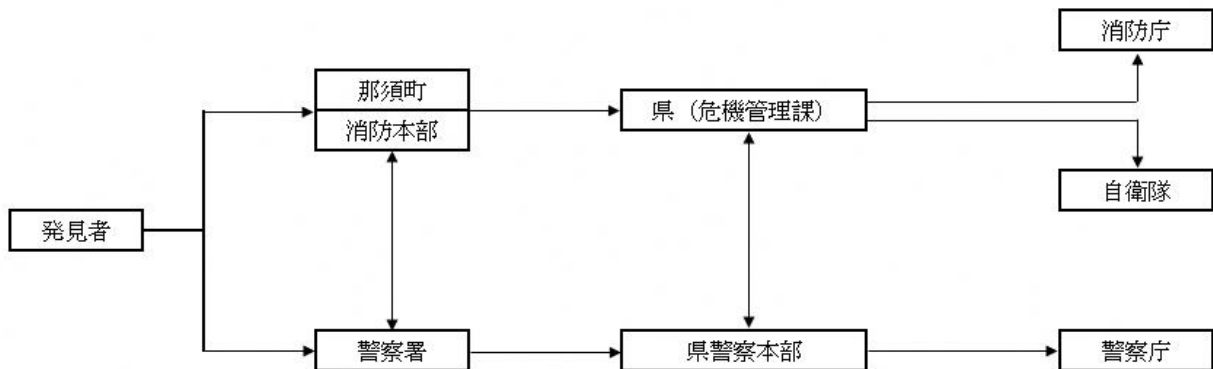 消防庁
那須町
消防本部
県（危機管理課）
自衛隊
発見者
警察署
県警察本部
警察庁